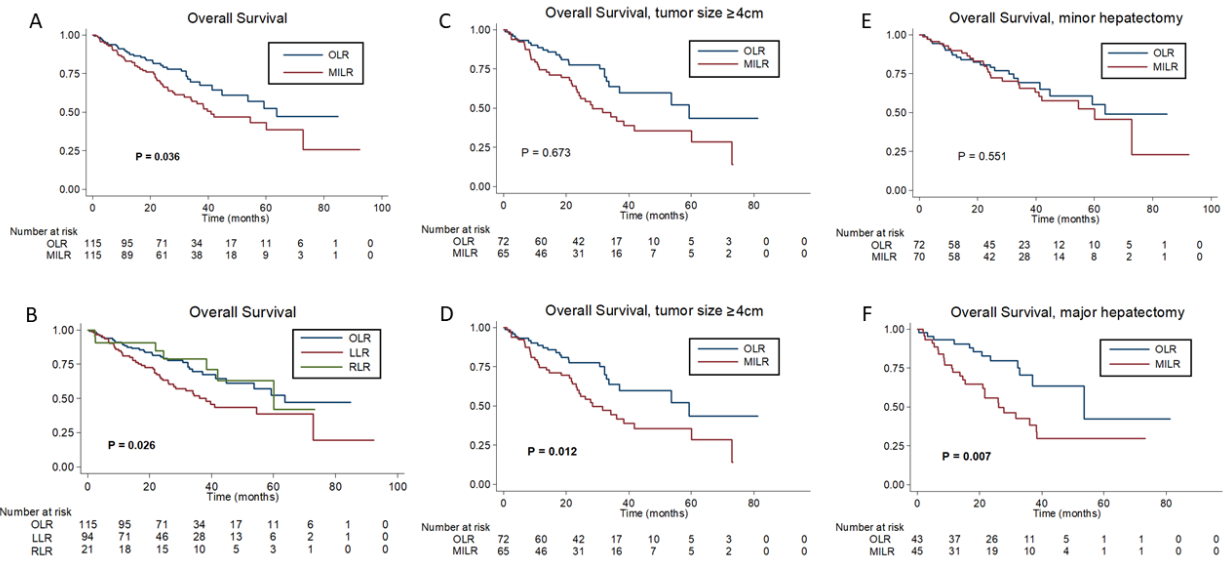 A
Overall Survival
OLR
MILR
1.00
0.75
0.50
0.25
0.00
P = 0.036
0 20 40 60 80 100
Time (months)
Number at risk
OLR 115 95 71 34 17 11 6 1 0
MILR 115 89 61 38 18 9 3 1 0
C
Overall Survival, tumor size ≥4cm
OLR
MILR
1.00
0.75
0.50
0.25
0.00
P = 0.673
0 20 40 60 80
Time (months)
Number at risk
OLR 72 60 42 17 10 5 3 0 0
MILR 65 46 31 16 7 5 2 0 0
E
Overall Survival, minor hepatectomy
OLR
MILR
1.00
0.75
0.50
0.25
0.00
P = 0.551
0 20 40 60 80 100
Time (months)
Number at risk
OLR 72 58 45 23 12 10 5 1 0
MILR 70 58 42 28 14 8 2 1 0
B
Overall Survival
OLR
LLR
RLR
1.00
0.75
0.50
0.25
0.00
P = 0.026
0 20 40 60 80 100
Time (months)
Number at risk
OLR 115 95 71 34 17 11 6 1 0
LLR 94 71 46 28 13 6 2 1 0
RLR 21 18 15 10 5 3 1 0 0
D
Overall Survival, tumor size ≥4cm
OLR
MILR
1.00
0.75
0.50
0.25
0.00
P = 0.012
0 20 40 60 80
Time (months)
Number at risk
OLR 72 60 42 17 10 5 3 0 0
MILR 65 46 31 16 7 5 2 0 0
F
Overall Survival, major hepatectomy
OLR
MILR
1.00
0.75
0.50
0.25
0.00
P = 0.007
0 20 40 60 80
Time (months)
Number at risk
OLR 43 37 26 11 5 1 1 0 0
MILR 45 31 19 10 4 1 1 0 0